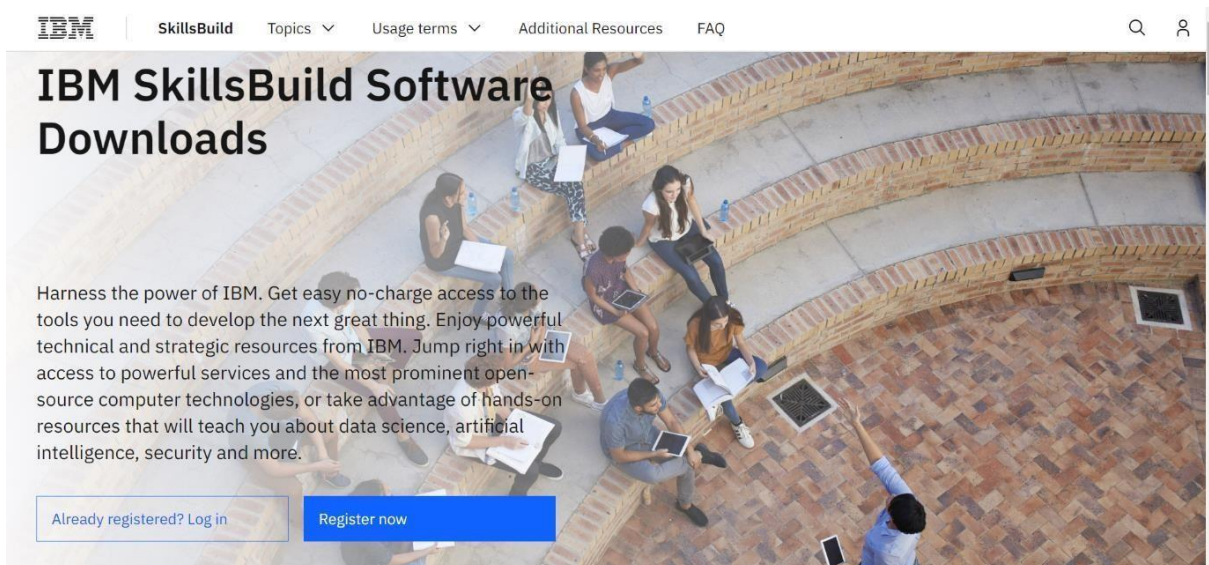 IBM SkillsBuild Topics Usage terms Additional Resources FAQ
IBM SkillsBuild Software
Downloads
Harness the power of IBM. Get easy no-charge access to the
tools you need to develop the next great thing. Enjoy powerful
technical and strategic resources from IBM. Jump right in with
access to powerful services and the most prominent open-
source computer technologies, or take advantage of hands-on
resources that will teach you about data science, artificial
intelligence, security and more.
Already registered? Log in Register now